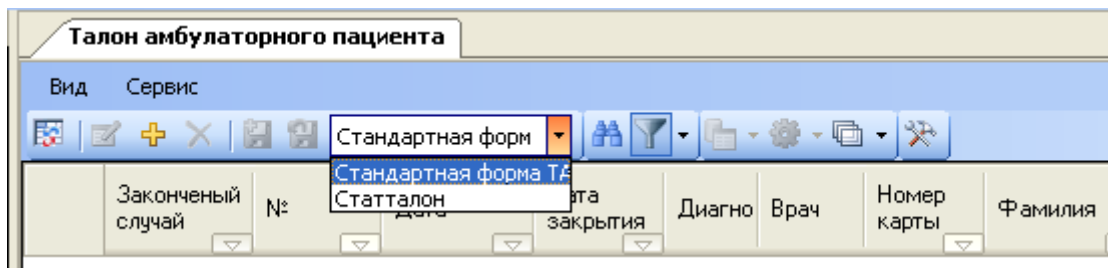 Талон амбулаторного пациента
Вид Сервис
Стандартная форм
Стандартная форма ТА
Статталон
Законченый
случай
№
Дата
закрытия
Диагно
Врач
Номер
карты
Фамилия